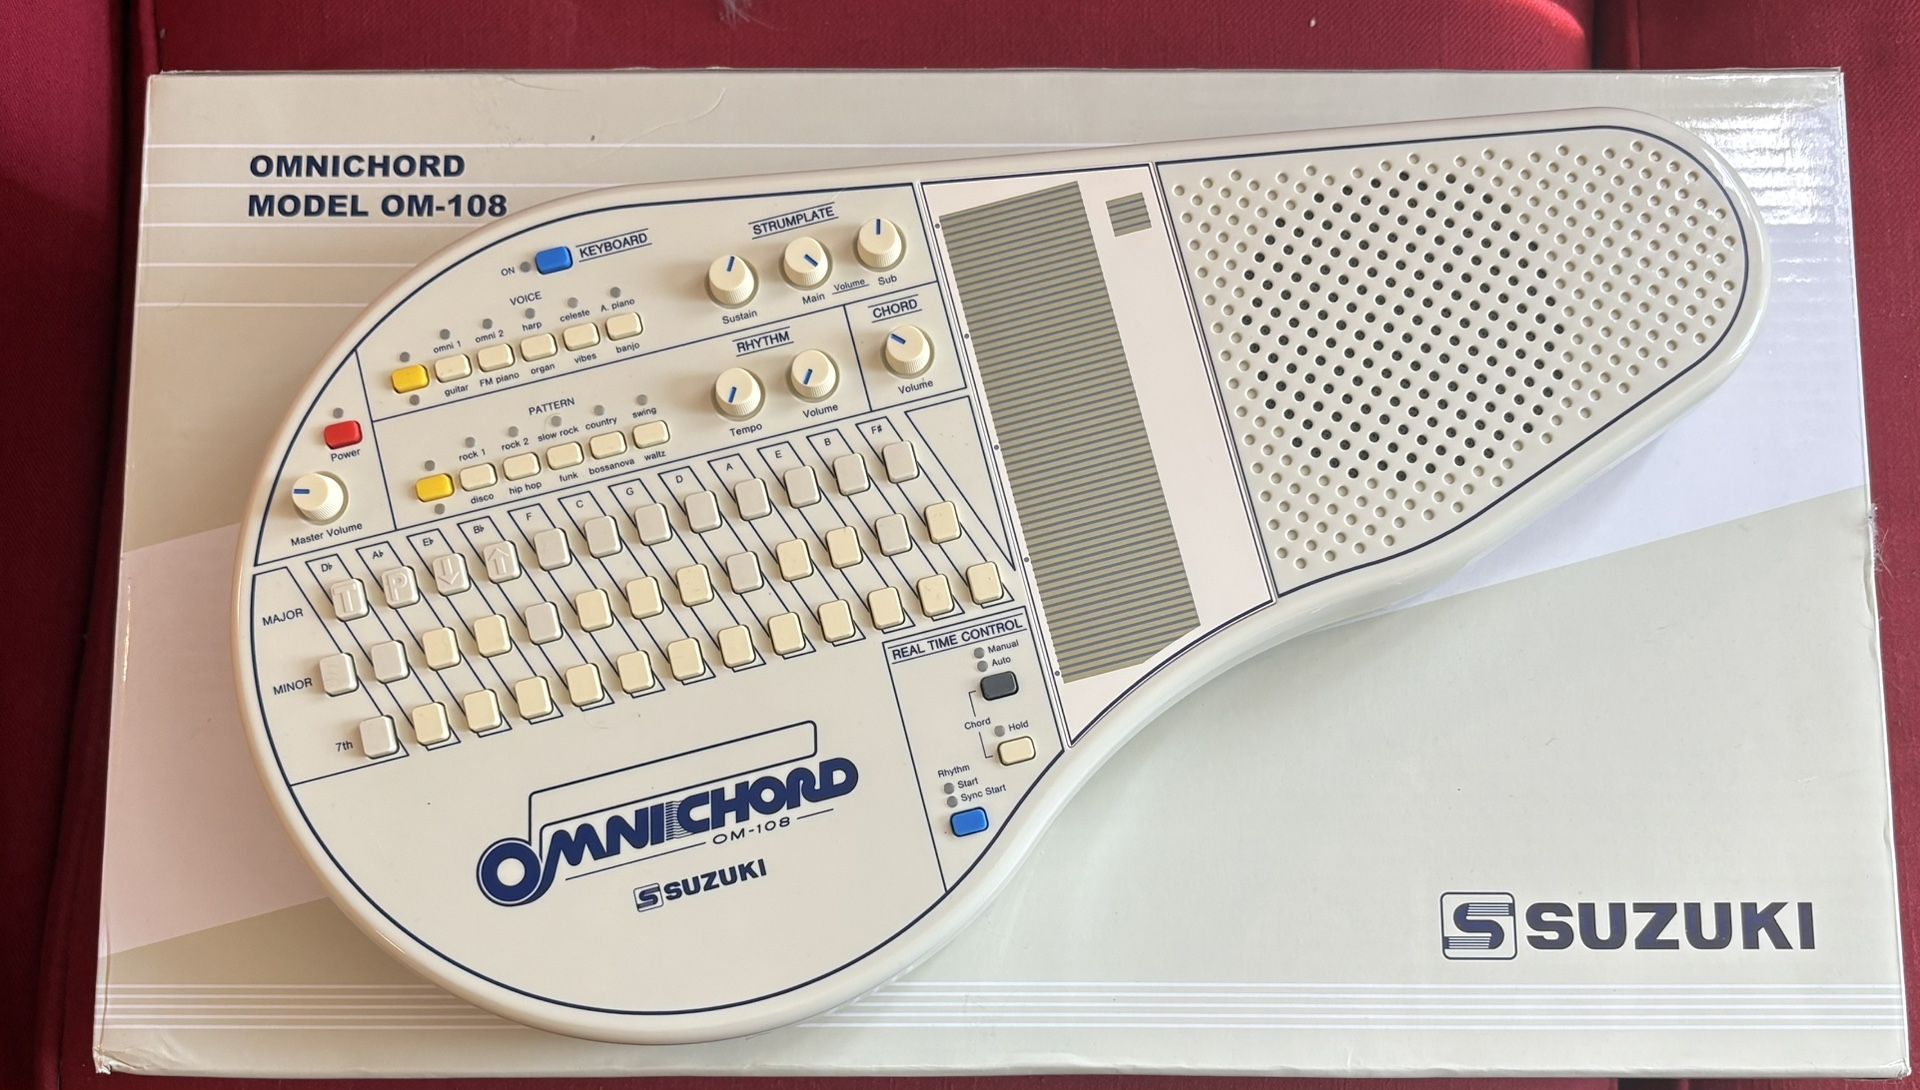 OMNICHORD
MODEL OM-108
KEYBOARD
ON
VOICE
omni 1
omni 2
harp
celeste
A. piano
guitar
FM piano
organ
vibes
banjo
STRUMPLATE
Sustain
Main
Volume
Sub
RHYTHM
Tempo
Volume
CHORD
Volume
PATTERN
rock 1
rock 2
slow rock
country
swing
disco
hip hop
funk
bossanova
waltz
Power
Master Volume
D♭
A♭
E♭
B♭
F
C
G
D
A
E
B
F#
MAJOR
MINOR
7th
T
P
↓
↑
REAL TIME CONTROL
Manual
Auto
Chord
Hold
Rhythm
Start
Sync Start
OMNICHORD
OM-108
S SUZUKI
S SUZUKI